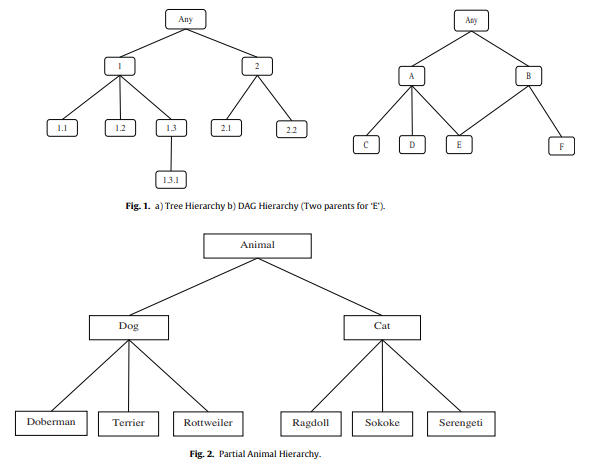 Any
Any
1
2
A
B
1.1
1.2
1.3
2.1
2.2
C
D
E
F
1.3.1
Fig. 1. a) Tree Hierarchy b) DAG Hierarchy (Two parents for 'E').
Animal
Dog
Cat
Doberman
Terrier
Rottweiler
Ragdoll
Sokoke
Serengeti
Fig. 2. Partial Animal Hierarchy.